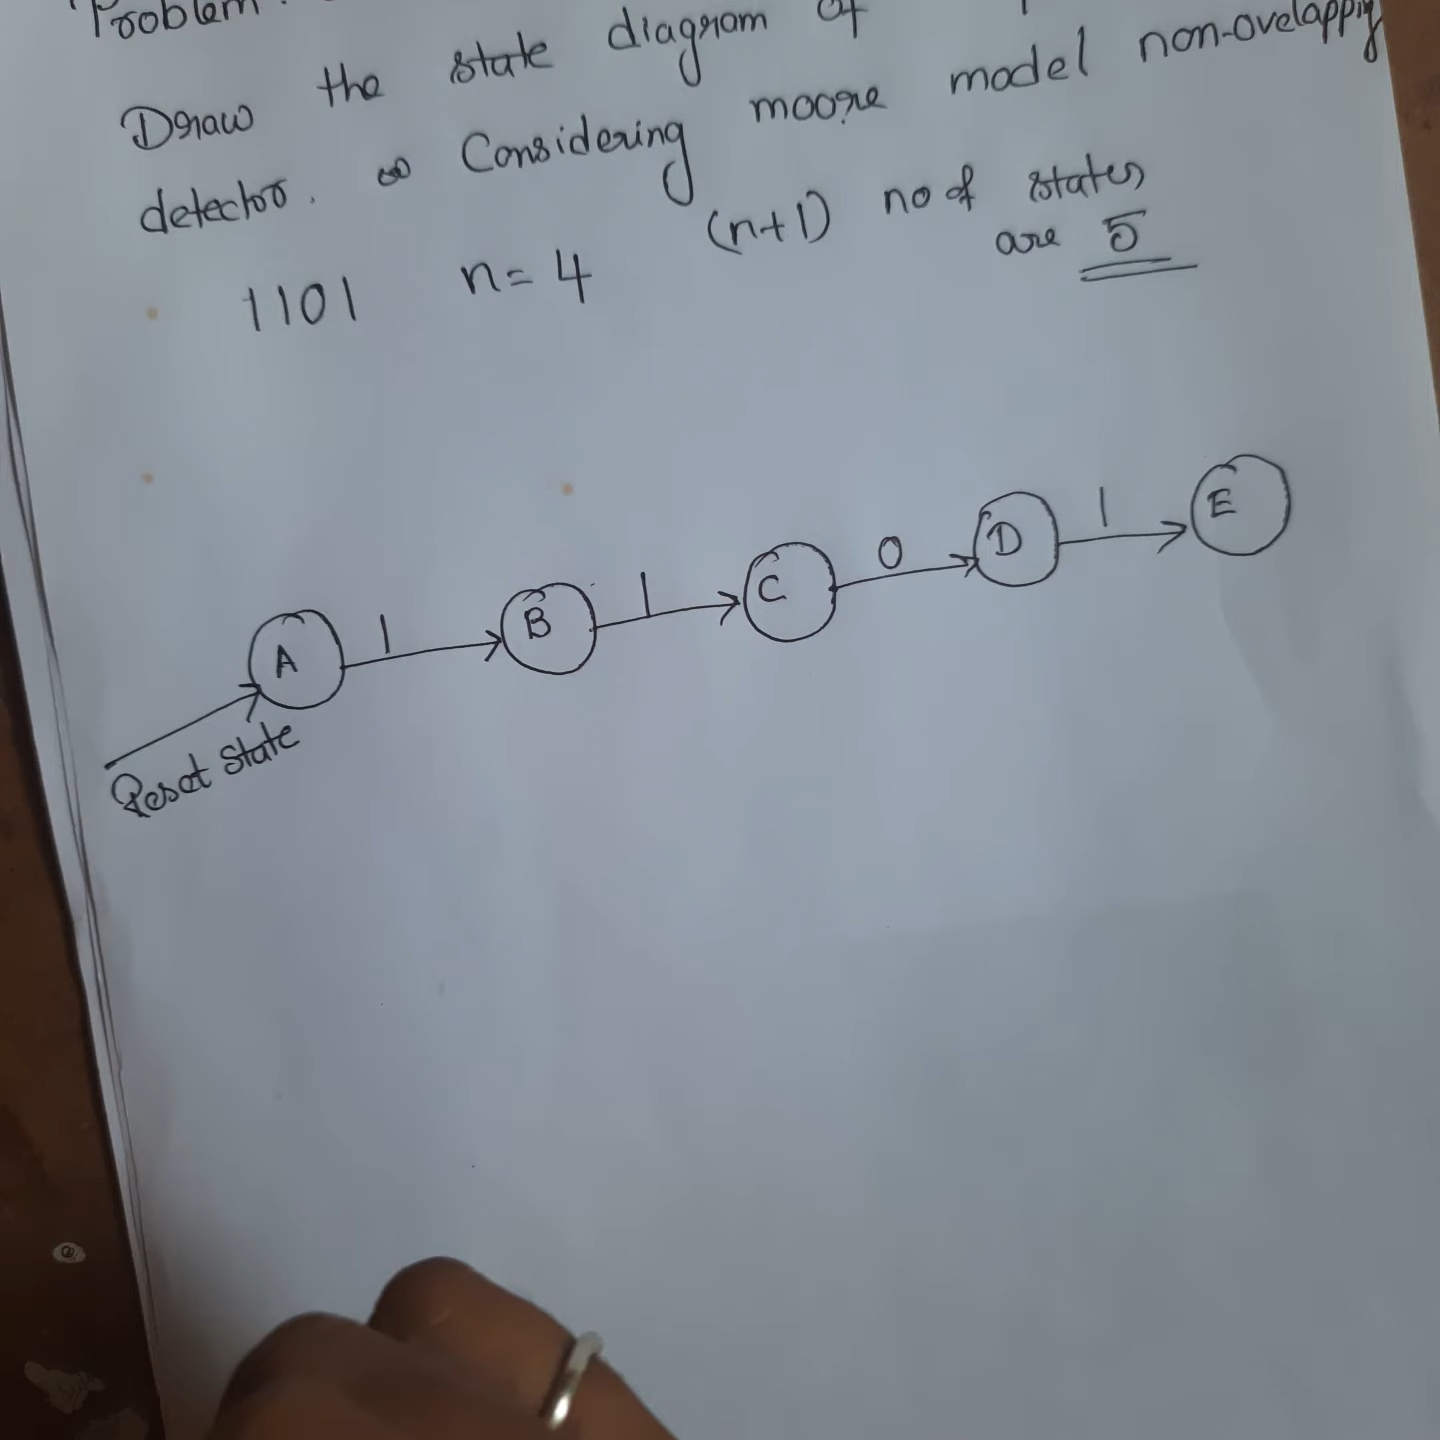 Problem
Draw the state diagram of
detector. Considering moore model non-ovelapping
1101 n=4 (n+1) no of states
are 5
A 1 B 1 C 0 D 1 E
Reset State